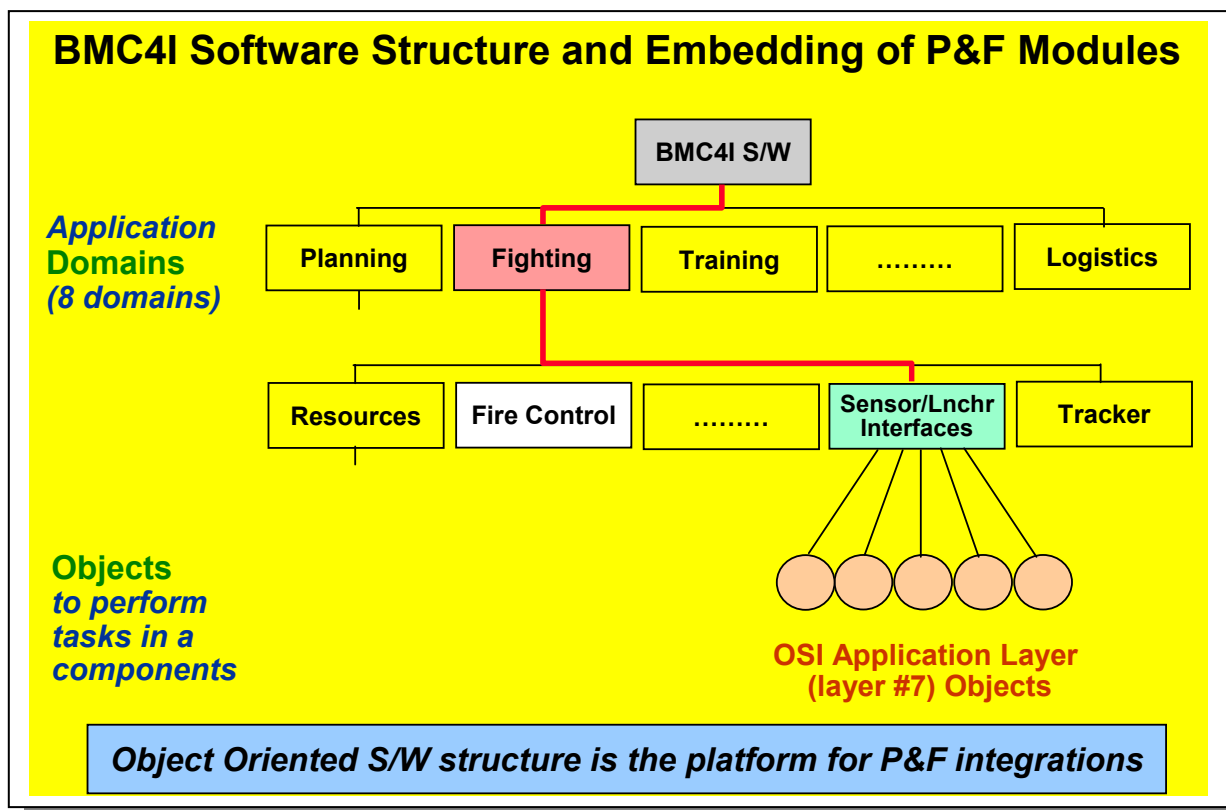 BMC4I Software Structure and Embedding of P&F Modules
BMC4I S/W
Application
Domains
(8 domains)
Planning
Fighting
Training
………
Logistics
Resources
Fire Control
………
Sensor/Lnchr
Interfaces
Tracker
Objects
to perform
tasks in a
components
OSI Application Layer
(layer #7) Objects
Object Oriented S/W structure is the platform for P&F integrations